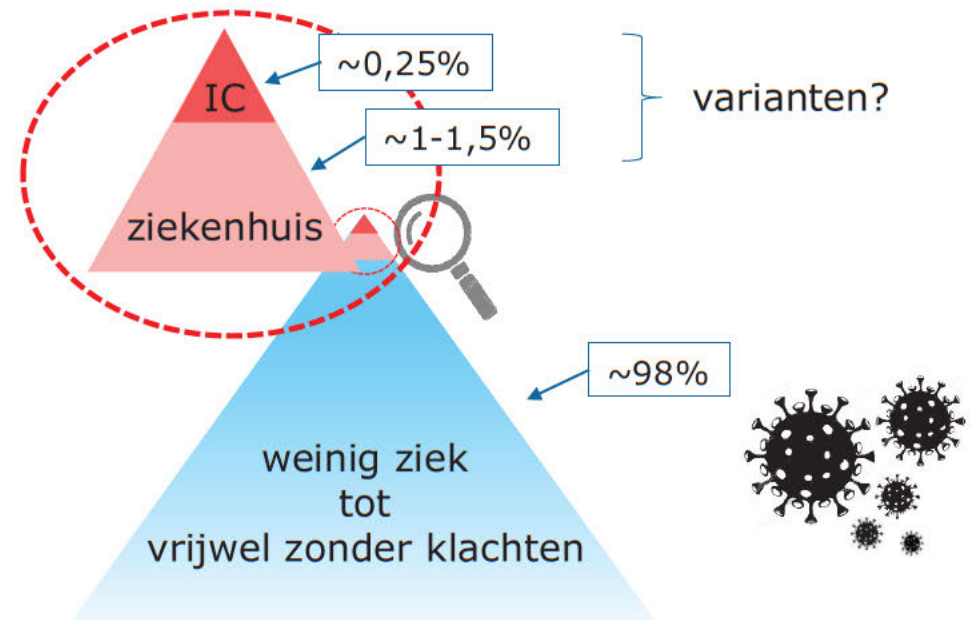 IC
~0,25%
varianten?
~1-1,5%
ziekenhuis
~98%
weinig ziek
tot
vrijwel zonder klachten